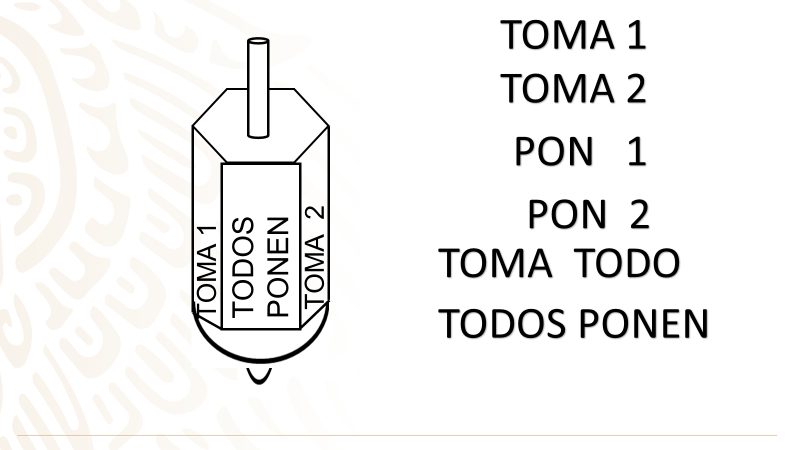 TOMA 1
TODOS
PONEN
TOMA 2
TOMA 1
TOMA 2
PON 1
PON 2
TOMA TODO
TODOS PONEN